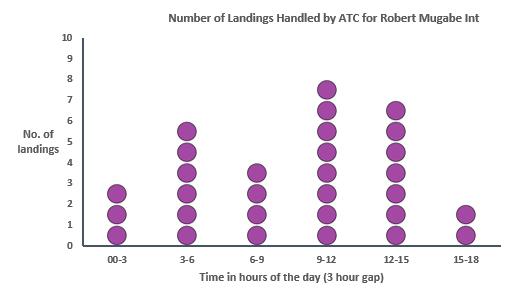 Number of Landings Handled by ATC for Robert Mugabe Int
10
9
8
7
6
5
4
3
2
1
0
No. of
landings
00-3 3-6 6-9 9-12 12-15 15-18
Time in hours of the day (3 hour gap)